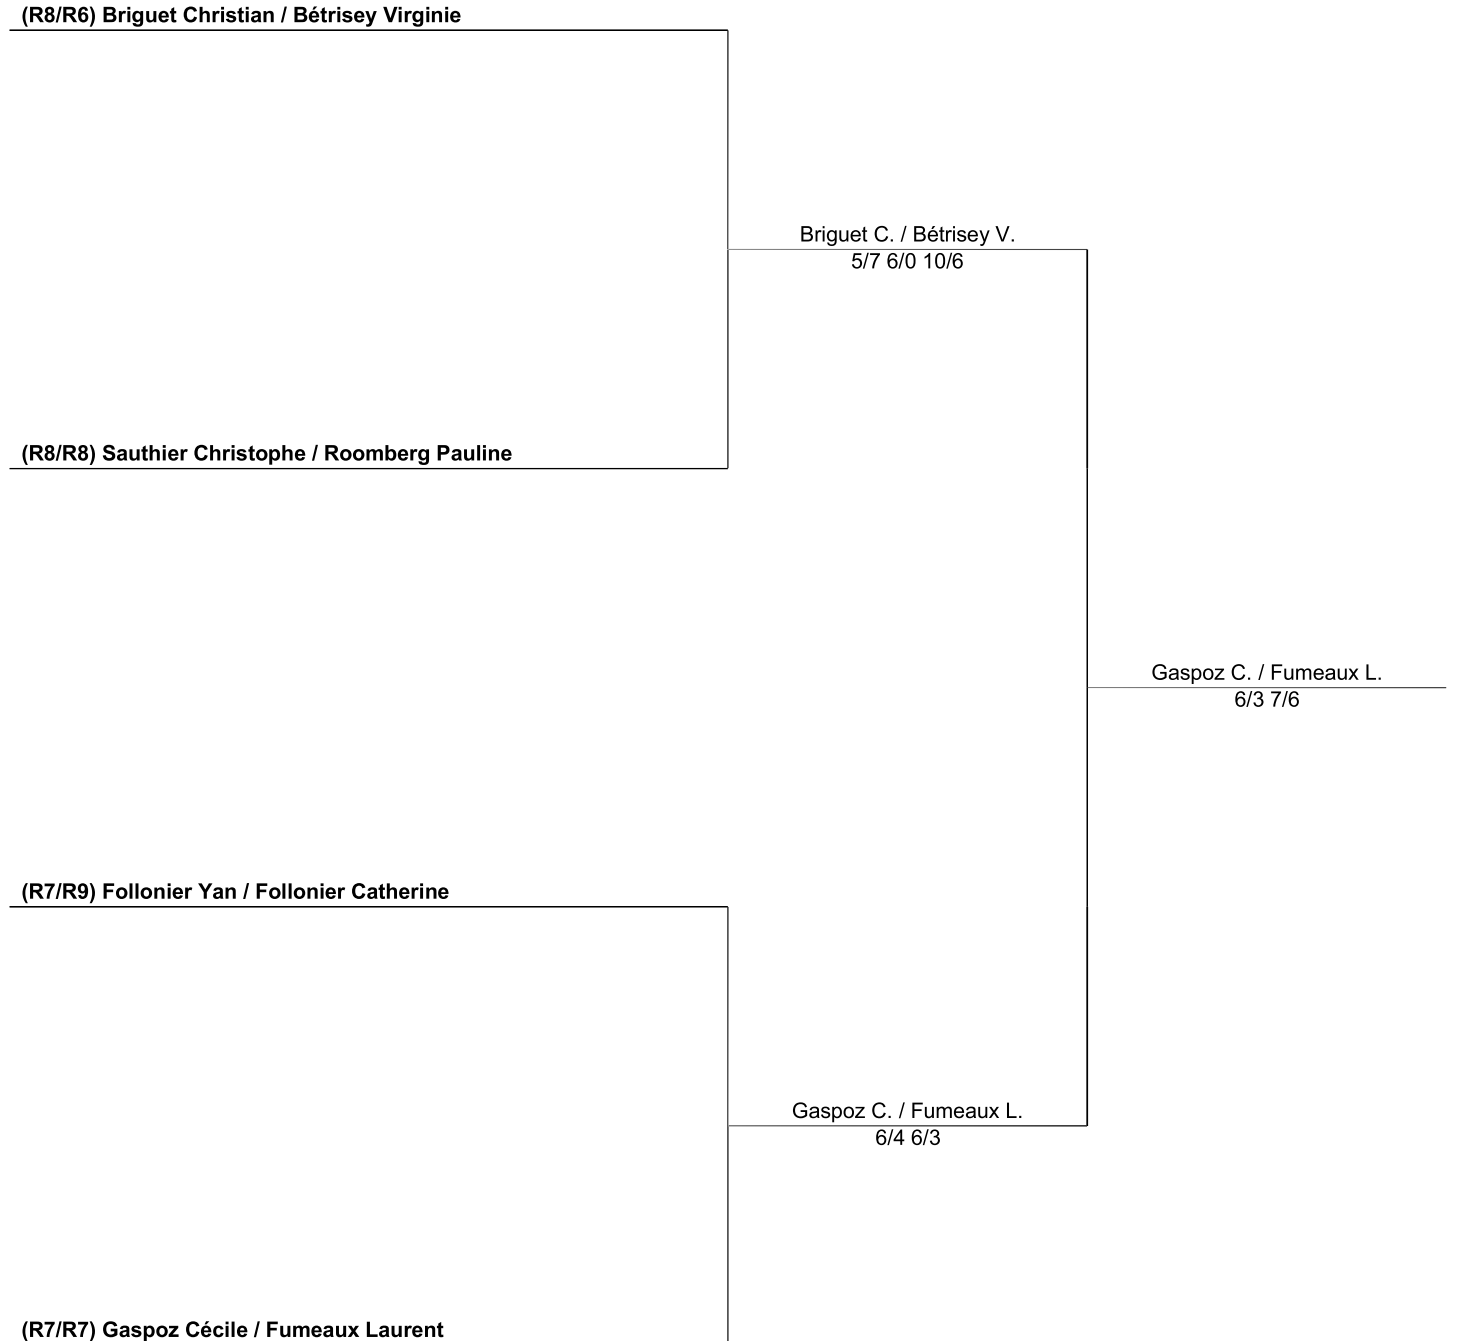 (R8/R6) Briguet Christian / Bétrisey Virginie
Briguet C. / Bétrisey V.
5/7 6/0 10/6
(R8/R8) Sauthier Christophe / Roomberg Pauline
Gaspoz C. / Fumeaux L.
6/3 7/6
(R7/R9) Follonier Yan / Follonier Catherine
Gaspoz C. / Fumeaux L.
6/4 6/3
(R7/R7) Gaspoz Cécile / Fumeaux Laurent